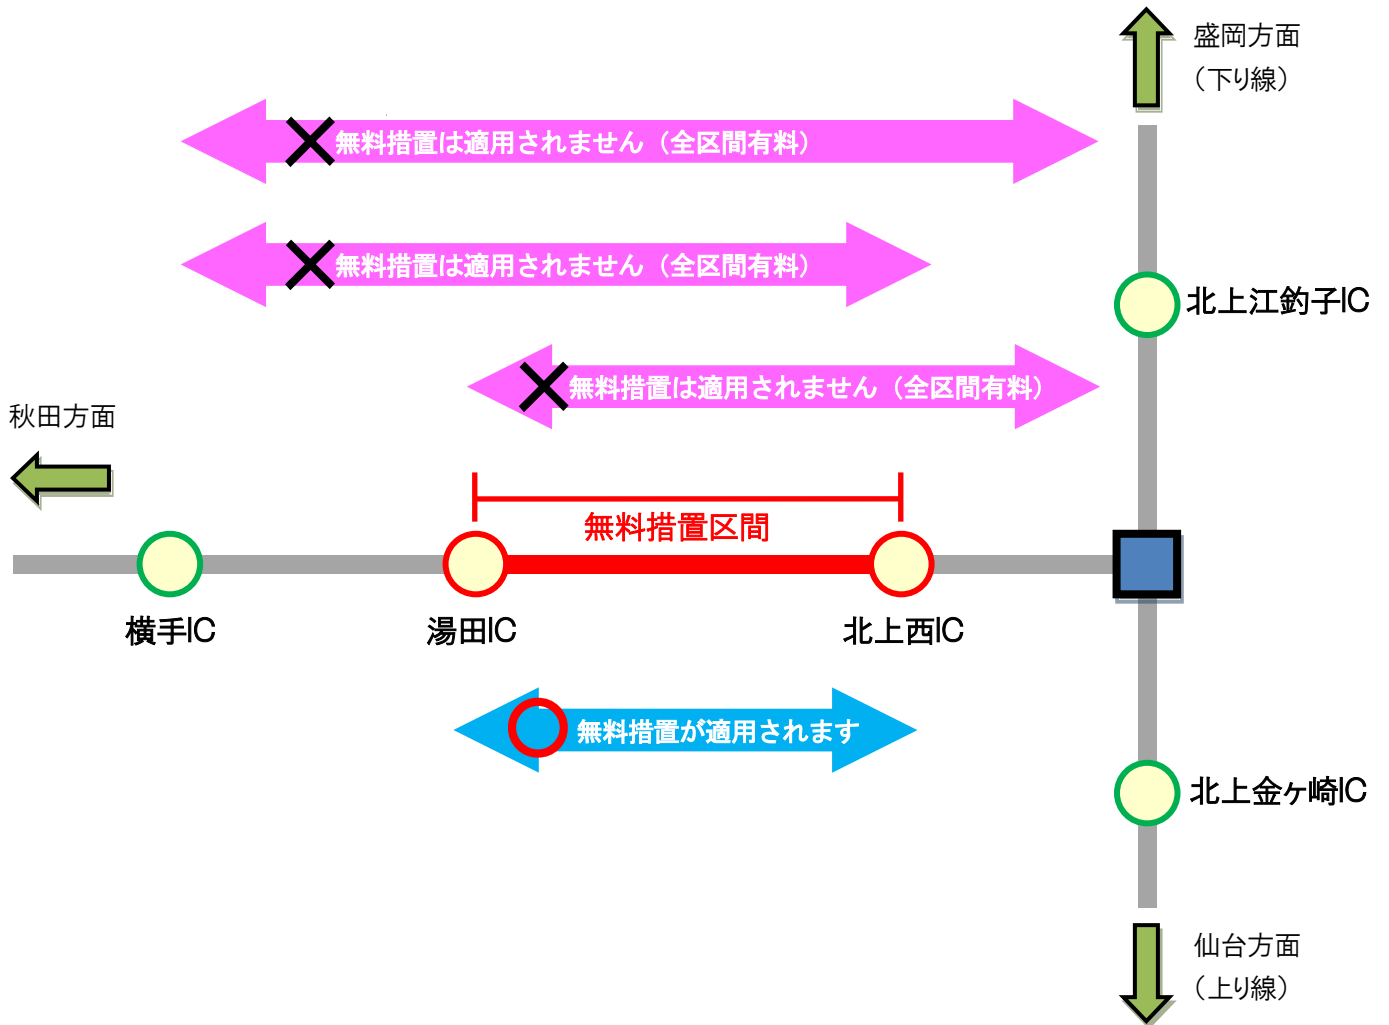 盛岡方面
（下り線）
無料措置は適用されません（全区間有料）
無料措置は適用されません（全区間有料）
北上江釣子IC
無料措置は適用されません（全区間有料）
秋田方面
無料措置区間
横手IC
湯田IC
北上西IC
無料措置が適用されます
北上金ヶ崎IC
仙台方面
（上り線）